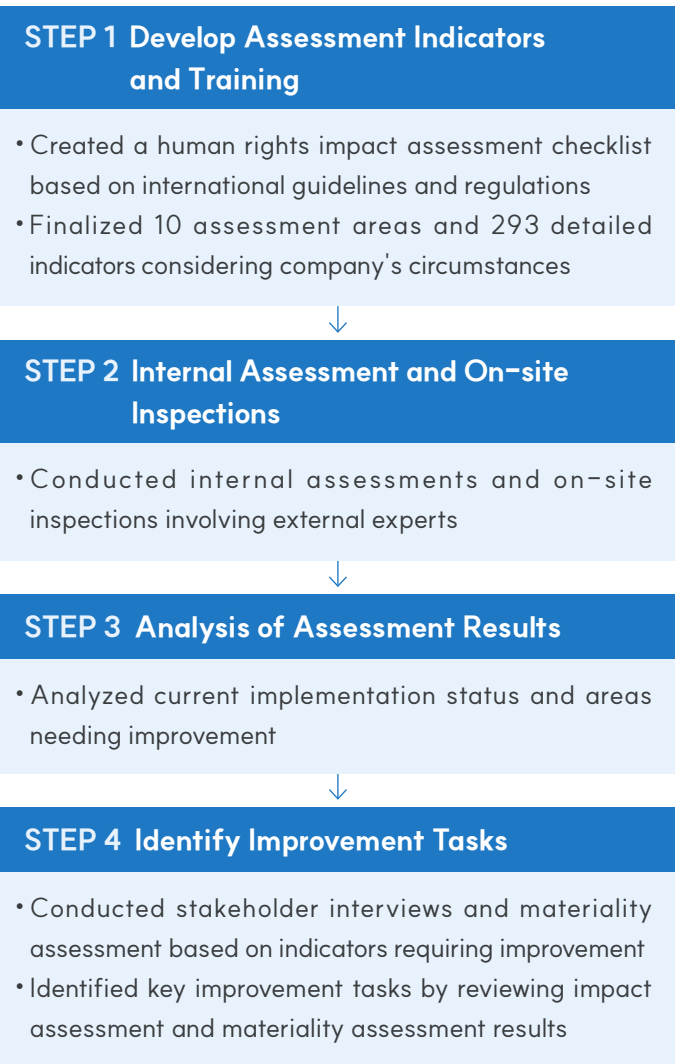 STEP 1 Develop Assessment Indicators
and Training
• Created a human rights impact assessment checklist
based on international guidelines and regulations
• Finalized 10 assessment areas and 293 detailed
indicators considering company's circumstances
↓
STEP 2 Internal Assessment and On-site
Inspections
• Conducted internal assessments and on-site
inspections involving external experts
↓
STEP 3 Analysis of Assessment Results
• Analyzed current implementation status and areas
needing improvement
↓
STEP 4 Identify Improvement Tasks
• Conducted stakeholder interviews and materiality
assessment based on indicators requiring improvement
• Identified key improvement tasks by reviewing impact
assessment and materiality assessment results